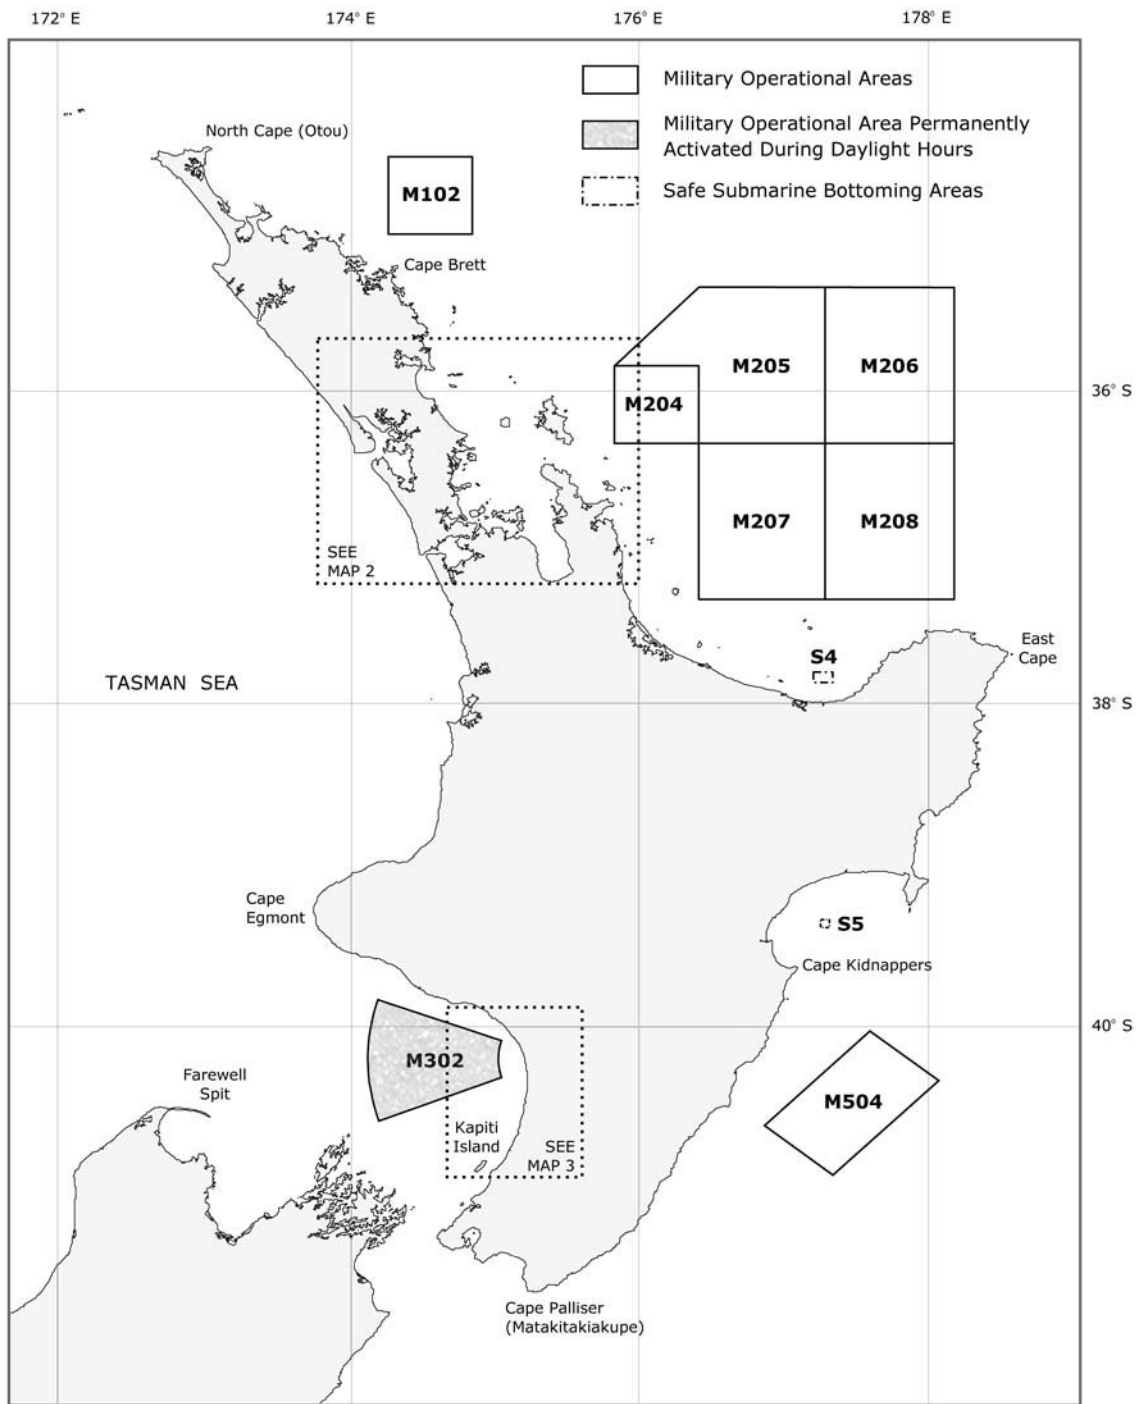 172° E
174° E
176° E
178° E
Military Operational Areas
Military Operational Area Permanently
Activated During Daylight Hours
Safe Submarine Bottoming Areas
North Cape (Otou)
M102
Cape Brett
M205
M206
36° S
M204
M207
M208
SEE
MAP 2
East
Cape
S4
TASMAN SEA
38° S
Cape
Egmont
S5
Cape Kidnappers
40° S
M302
Farewell
Spit
M504
Kapiti
Island
SEE
MAP 3
Cape Palliser
(Matakitakiakupe)